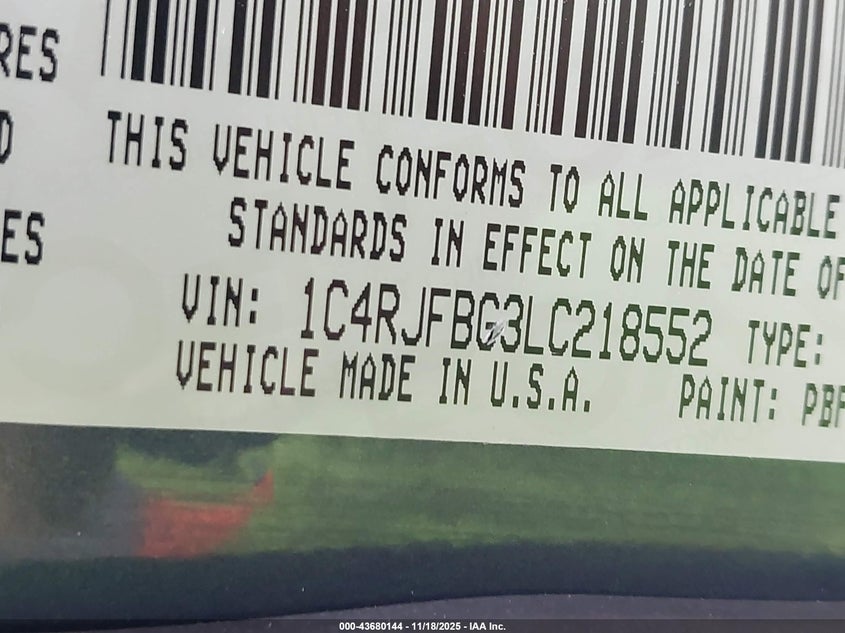 RES
THIS VEHICLE CONFORMS TO ALL APPLICABLE
D
STANDARDS IN EFFECT ON THE DATE OF
ES
VIN: 1C4RJFBG3LC218552 TYPE:
VEHICLE MADE IN U.S.A. PAINT: PBF
000-43680144 - 11/18/2025 - IAA Inc.